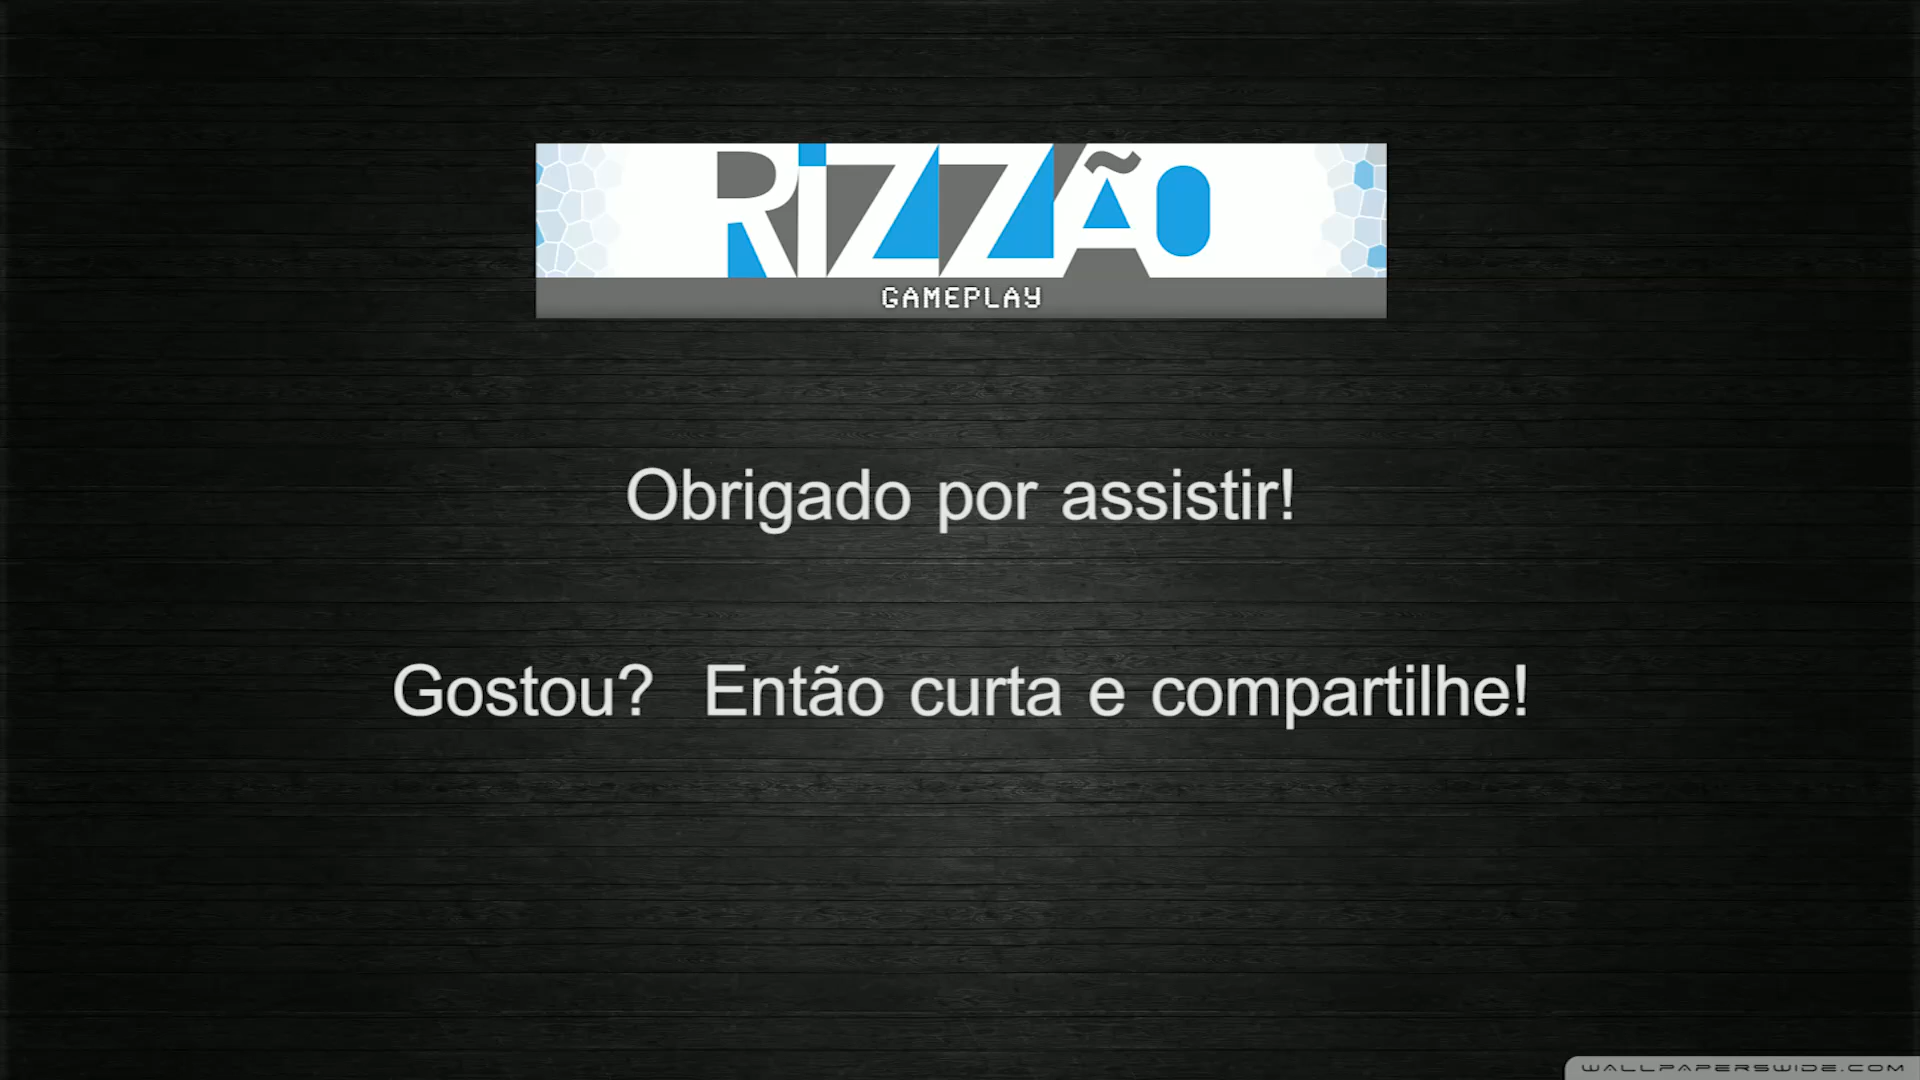 RiZZÃO
GAMEPLAY
Obrigado por assistir!
Gostou? Então curta e compartilhe!
WALLPAPERSWIDE.COM